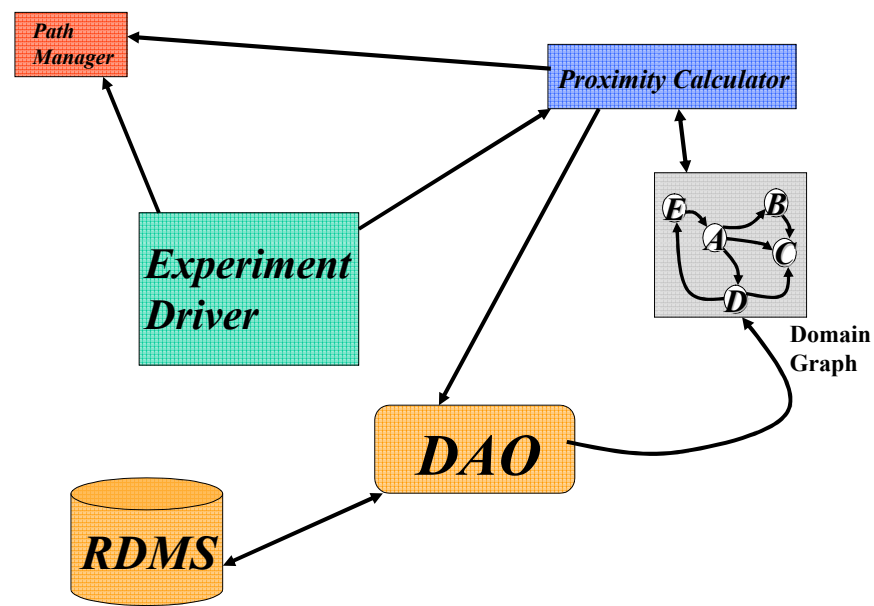 Path
Manager
Proximity Calculator
E
B
A
C
D
Experiment
Driver
Domain
Graph
DAO
RDMS